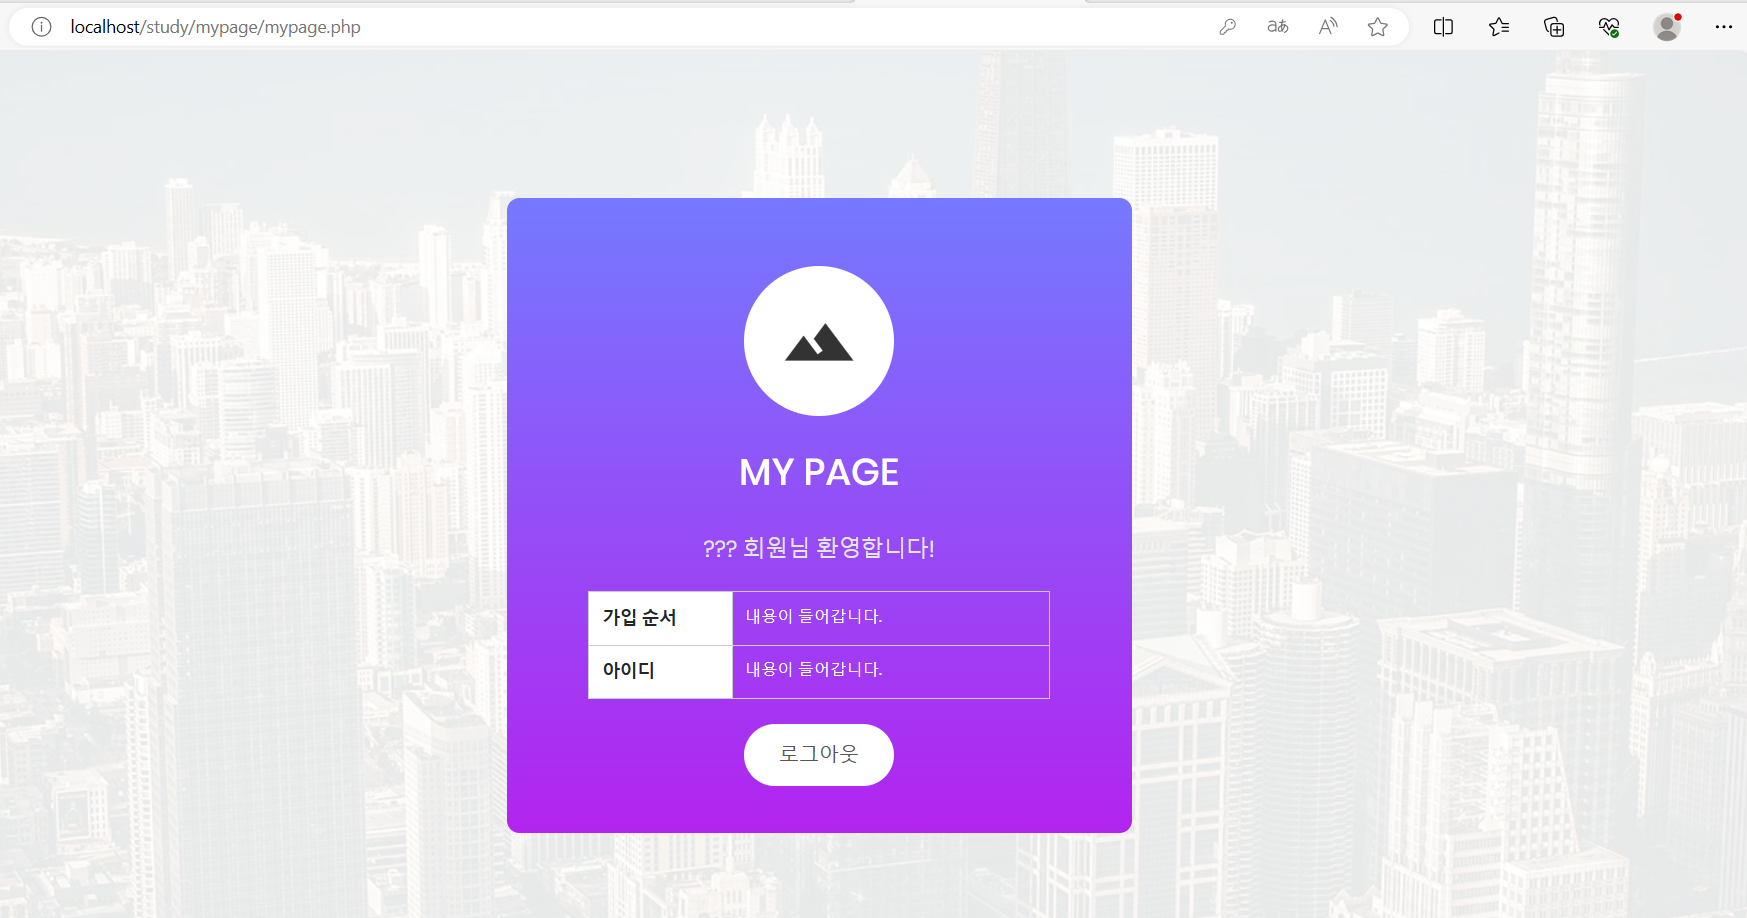 localhost/study/mypage/mypage.php
MY PAGE
??? 회원님 환영합니다!
가입 순서 내용이 들어갑니다.
아이디 내용이 들어갑니다.
로그아웃